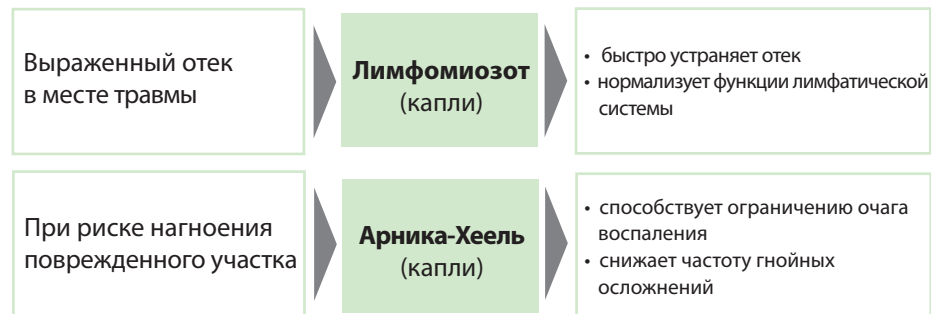 Выраженный отек
в месте травмы
Лимфомиозот
(капли)
• быстро устраняет отек
• нормализует функции лимфатической
системы
При риске нагноения
поврежденного участка
Арника-Хеель
(капли)
• способствует ограничению очага
воспаления
• снижает частоту гнойных
осложнений